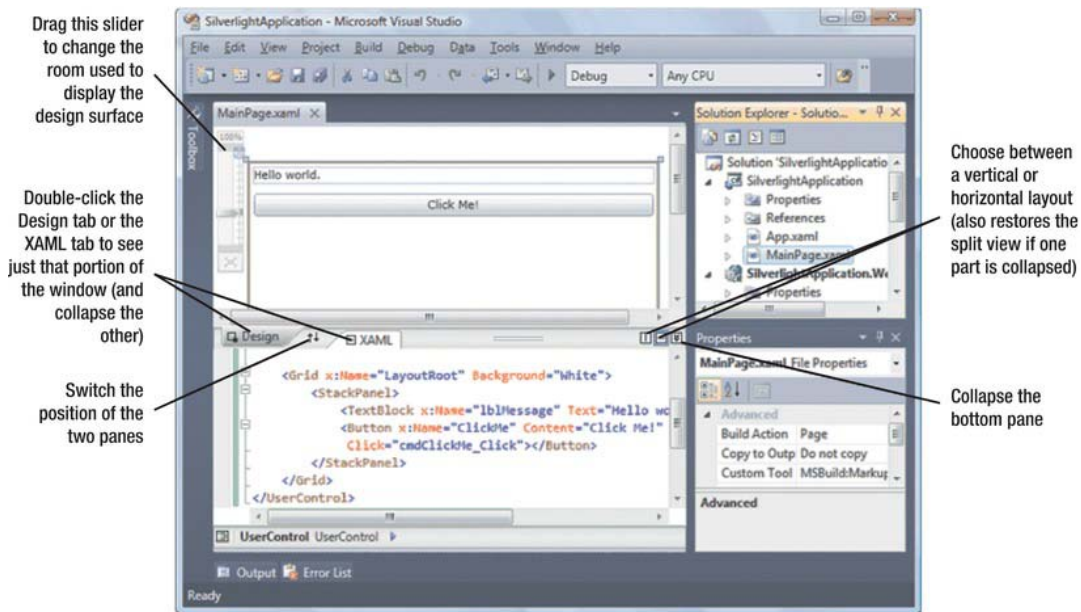 Drag this slider
to change the
room used to
display the
design surface
Double-click the
Design tab or the
XAML tab to see
just that portion of
the window (and
collapse the
other)
Switch the
position of the
two panes
SilverlightApplication - Microsoft Visual Studio
File Edit View Project Build Debug Data Tools Window Help
Debug Any CPU
Toolbox
MainPage.xaml
100%
Hello world.
Click Me!
Design
XAML
<Grid x:Name="LayoutRoot" Background="White">
<StackPanel>
<TextBlock x:Name="lblMessage" Text="Hello wo
<Button x:Name="ClickMe" Content="Click Me!"
Click="cmdClickMe_Click"></Button>
</StackPanel>
</Grid>
</UserControl>
UserControl UserControl
Output Error List
Ready
Solution Explorer - Solutio...
Solution 'SilverlightApplicatio
SilverlightApplication
Properties
References
App.xaml
MainPage.xaml
SilverlightApplication.We
Properties
Properties
MainPage.xaml File Properties
Advanced
Build Action Page
Copy to Outp Do not copy
Custom Tool MSBuild:Markup
Advanced
Choose between
a vertical or
horizontal layout
(also restores the
split view if one
part is collapsed)
Collapse the
bottom pane